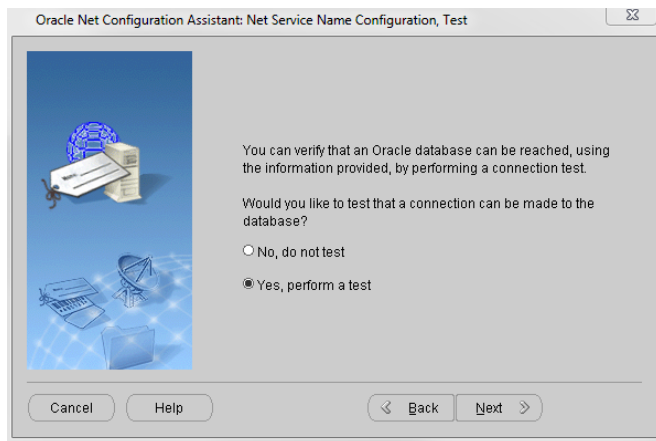 Oracle Net Configuration Assistant: Net Service Name Configuration, Test
You can verify that an Oracle database can be reached, using
the information provided, by performing a connection test.
Would you like to test that a connection can be made to the
database?
No, do not test
Yes, perform a test
Cancel
Help
Back
Next